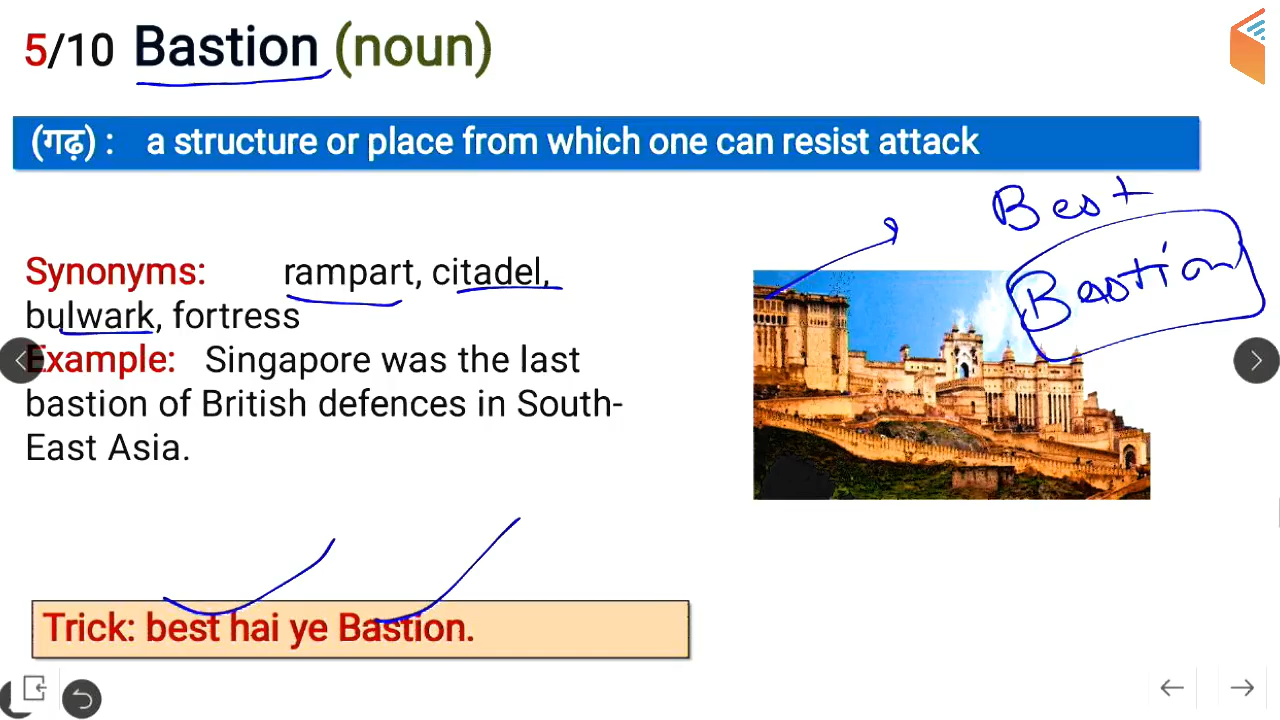 5/10 Bastion (noun)
(गढ़) : a structure or place from which one can resist attack
Best
Bastion
Synonyms: rampart, citadel,
bulwark, fortress
Example: Singapore was the last
bastion of British defences in South-
East Asia.
Trick: best hai ye Bastion.